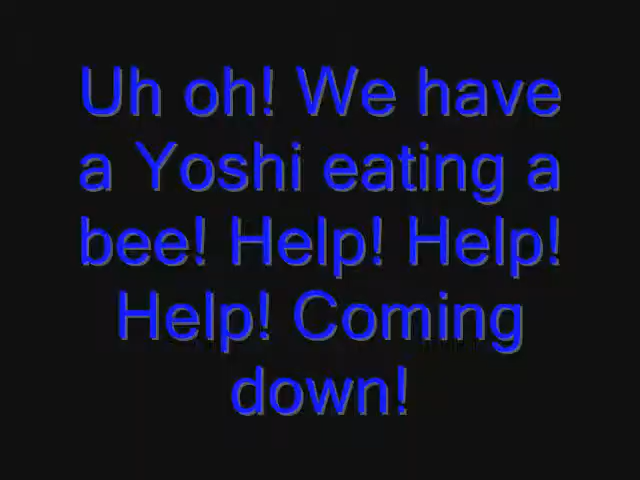 Uh oh! We have
a Yoshi eating a
bee! Help! Help!
Help! Coming
down!